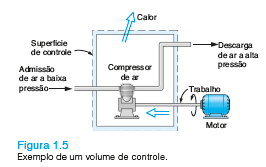 Calor
Superfície
de controle
Descarga
de ar a alta
pressão
Admissão
de ar a baixa
pressão
Compressor
de ar
Trabalho
Motor
Figura 1.5
Exemplo de um volume de controle.